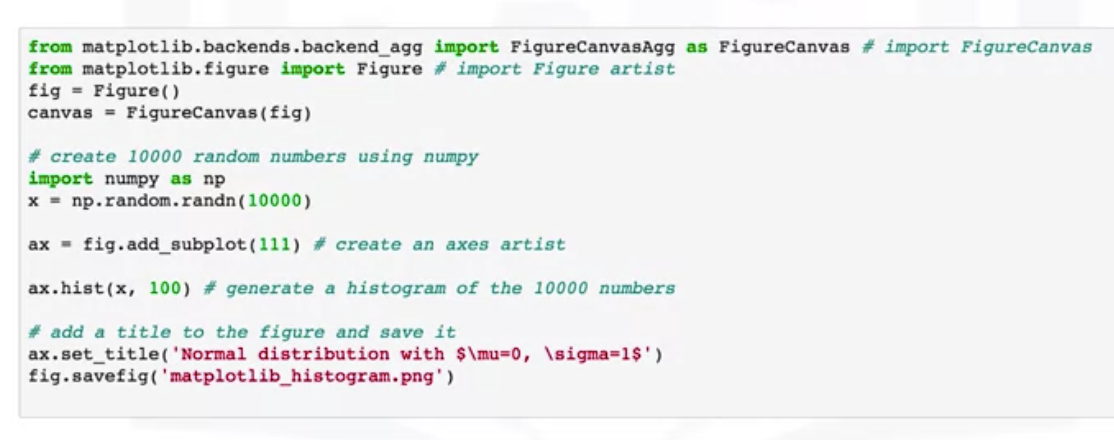 from matplotlib.backends.backend_agg import FigureCanvasAgg as FigureCanvas # import FigureCanvas
from matplotlib.figure import Figure # import Figure artist
fig = Figure()
canvas = FigureCanvas(fig)
# create 10000 random numbers using numpy
import numpy as np
x = np.random.randn(10000)
ax = fig.add_subplot(111) # create an axes artist
ax.hist(x, 100) # generate a histogram of the 10000 numbers
# add a title to the figure and save it
ax.set_title('Normal distribution with $\mu=0, \sigma=1$')
fig.savefig('matplotlib_histogram.png')